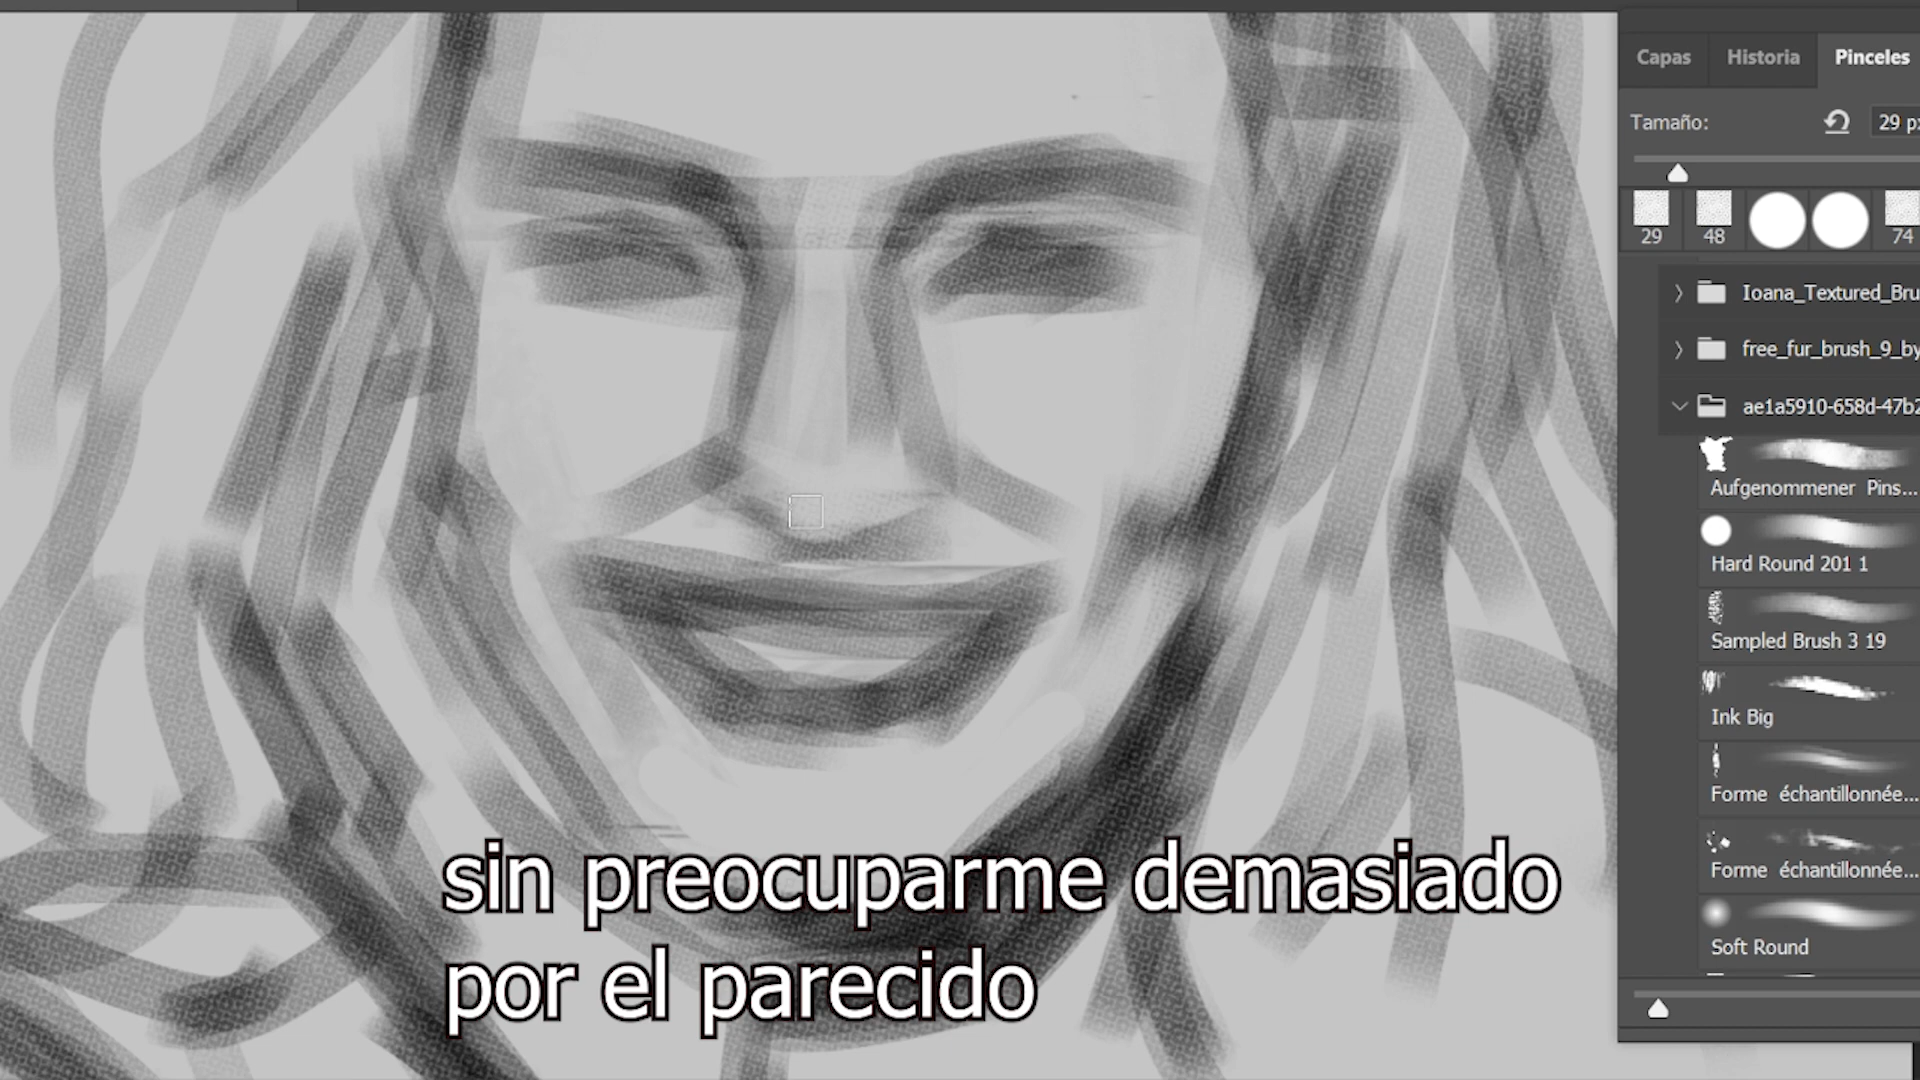 Capas Historia Pinceles
Tamaño: 29 px
29 48 74
Ioana_Textured_Bru
free_fur_brush_9_by
ae1a5910-658d-47b2
Aufgenommener Pins...
Hard Round 201 1
Sampled Brush 3 19
Ink Big
Forme échantillonnée...
Forme échantillonnée...
Soft Round
sin preocuparme demasiado
por el parecido